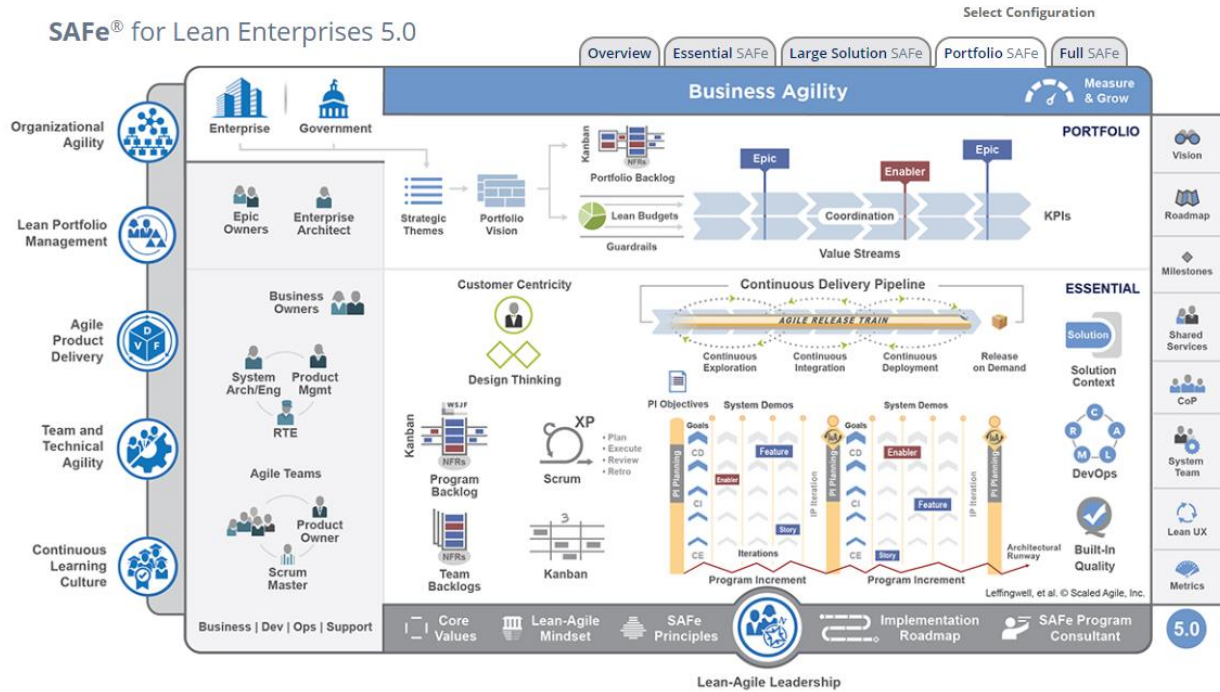 Select Configuration
SAFe® for Lean Enterprises 5.0
Overview
Essential SAFe
Large Solution SAFe
Portfolio SAFe
Full SAFe
Business Agility
Measure
& Grow
Organizational
Agility
Lean Portfolio
Management
Agile
Product
Delivery
D
V
F
Team and
Technical
Agility
Continuous
Learning
Culture
Enterprise
Government
Epic
Owners
Enterprise
Architect
Business
Owners
System
Arch/Eng
Product
Mgmt
RTE
Agile Teams
Product
Owner
Scrum
Master
Business | Dev | Ops | Support
PORTFOLIO
Strategic
Themes
Portfolio
Vision
Kanban
NFRs
Portfolio Backlog
Lean Budgets
Guardrails
Epic
Enabler
Epic
Coordination
KPIs
Value Streams
ESSENTIAL
Customer Centricity
Design Thinking
Continuous Delivery Pipeline
AGILE RELEASE TRAIN
Continuous
Exploration
Continuous
Integration
Continuous
Deployment
Release
on Demand
Solution
Solution
Context
Kanban
WSJF
NFRs
Program
Backlog
XP
• Plan
• Execute
• Review
• Retro
Scrum
NFRs
Team
Backlogs
3
Kanban
PI Objectives
System Demos
System Demos
PI Planning
Goals
CD
CI
CE
Enabler
Feature
Story
Iterations
IP Iteration
I&A
PI Planning
Goals
CD
CI
CE
Enabler
Feature
Story
IP Iteration
I&A
PI Planning
Program Increment
Program Increment
Architectural
Runway
C
A
L
M
R
DevOps
Built-In
Quality
Leffingwell, et al. © Scaled Agile, Inc.
Vision
Roadmap
Milestones
Shared
Services
CoP
System
Team
Lean UX
Metrics
5.0
Core
Values
Lean-Agile
Mindset
SAFe
Principles
Implementation
Roadmap
SAFe Program
Consultant
Lean-Agile Leadership